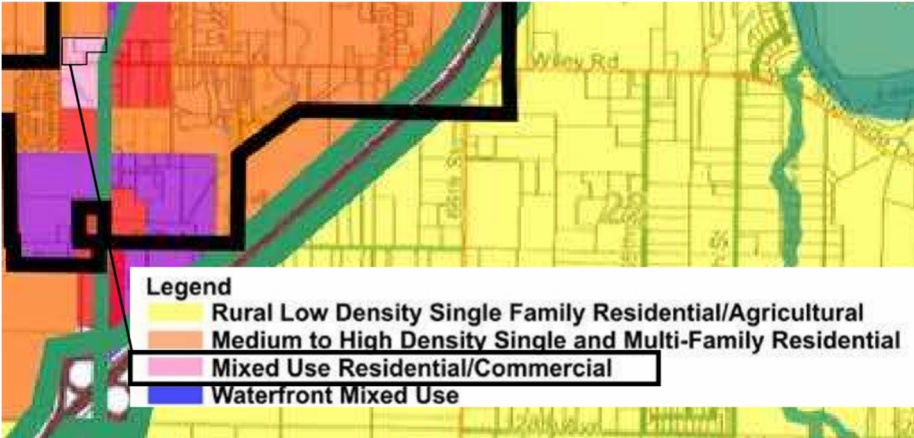 Wiley Rd
28
Legend
Rural Low Density Single Family Residential/Agricultural
Medium to High Density Single and Multi-Family Residential
Mixed Use Residential/Commercial
Waterfront Mixed Use